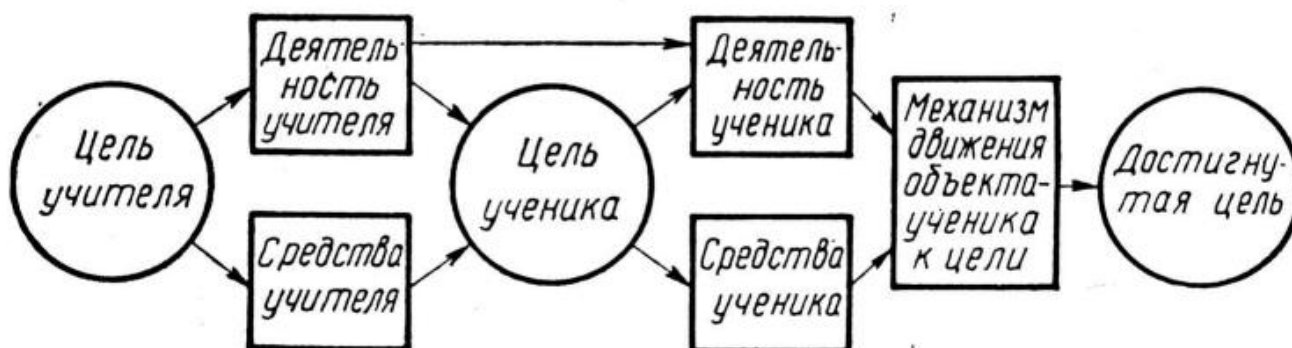 Цель
учителя
Деятель-
ность
учителя
Средства
учителя
Цель
ученика
Деятель-
ность
ученика
Средства
ученика
Механизм
движения
объекта-
ученика
к цели
Достигну-
тая цель